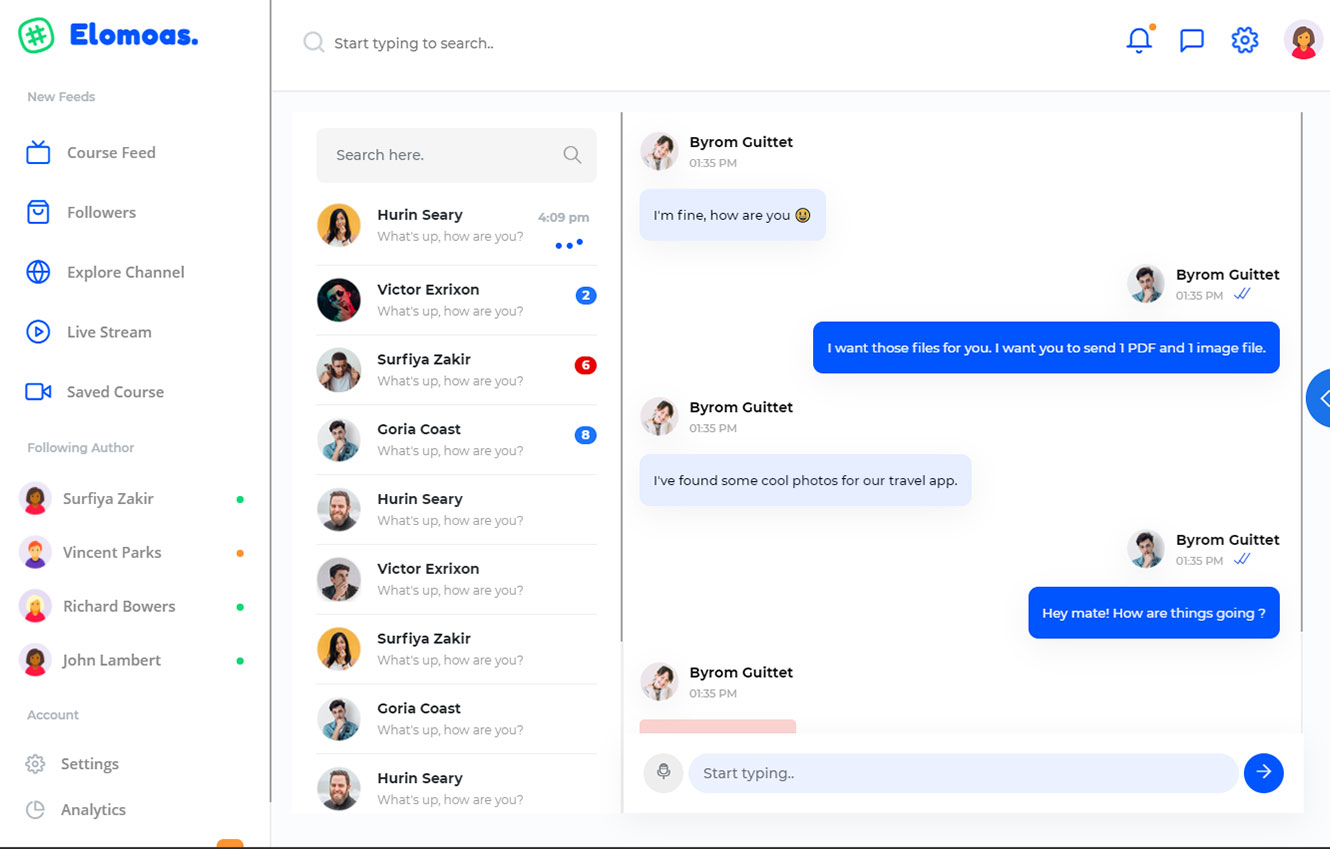 Elomoas.
Start typing to search..
New Feeds
Course Feed
Followers
Explore Channel
Live Stream
Saved Course
Following Author
Surfiya Zakir
Vincent Parks
Richard Bowers
John Lambert
Account
Settings
Analytics
Search here.
Hurin Seary 4:09 pm
What's up, how are you?
Victor Exrixon
What's up, how are you? 2
Surfiya Zakir
What's up, how are you? 6
Goria Coast
What's up, how are you? 8
Hurin Seary
What's up, how are you?
Victor Exrixon
What's up, how are you?
Surfiya Zakir
What's up, how are you?
Goria Coast
What's up, how are you?
Hurin Seary
What's up, how are you?
Byrom Guittet
01:35 PM
I'm fine, how are you 😃
Byrom Guittet
01:35 PM
I want those files for you. I want you to send 1 PDF and 1 image file.
Byrom Guittet
01:35 PM
I've found some cool photos for our travel app.
Byrom Guittet
01:35 PM
Hey mate! How are things going ?
Byrom Guittet
01:35 PM
Start typing..